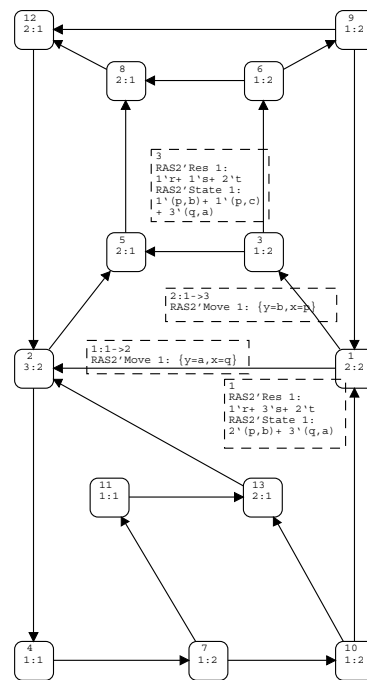 12
2:1
9
1:2
8
2:1
6
1:2
3
RAS2'Res 1:
1`r+ 1`s+ 2`t
RAS2'State 1:
1`(p,b)+ 1`(p,c)
+ 3`(q,a)
5
2:1
3
1:2
2:1->3
RAS2'Move 1: {y=b,x=p}
2
3:2
1:1->2
RAS2'Move 1: {y=a,x=q}
1
2:2
1
RAS2'Res 1:
1`r+ 3`s+ 2`t
RAS2'State 1:
2`(p,b)+ 3`(q,a)
11
1:1
13
2:1
4
1:1
7
1:2
10
1:2